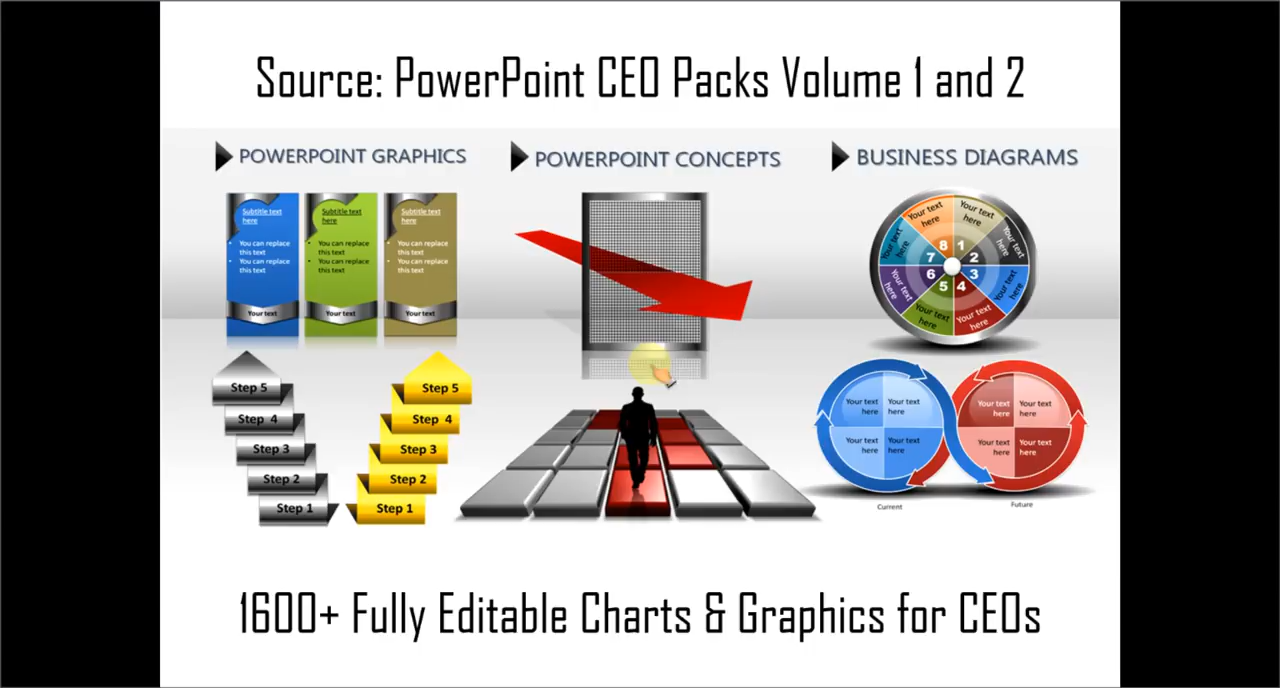 Source: PowerPoint CEO Packs Volume 1 and 2
POWERPOINT GRAPHICS
POWERPOINT CONCEPTS
BUSINESS DIAGRAMS
Subtitle text
here
• You can replace
this text
• You can replace
this text
Your text
Subtitle text
here
• You can replace
this text
• You can replace
this text
Your text
Subtitle text
here
• You can replace
this text
• You can replace
this text
Your text
Step 5
Step 4
Step 3
Step 2
Step 1
Step 5
Step 4
Step 3
Step 2
Step 1
Your text
here
Your text
here
Your text
here
Your text
here
Your text
here
Your text
here
Your text
here
Your text
here
8
1
7
2
6
3
5
4
Your text
here
Your text
here
Your text
here
Your text
here
Current
Your text
here
Your text
here
Your text
here
Your text
here
Future
1600+ Fully Editable Charts & Graphics for CEOs